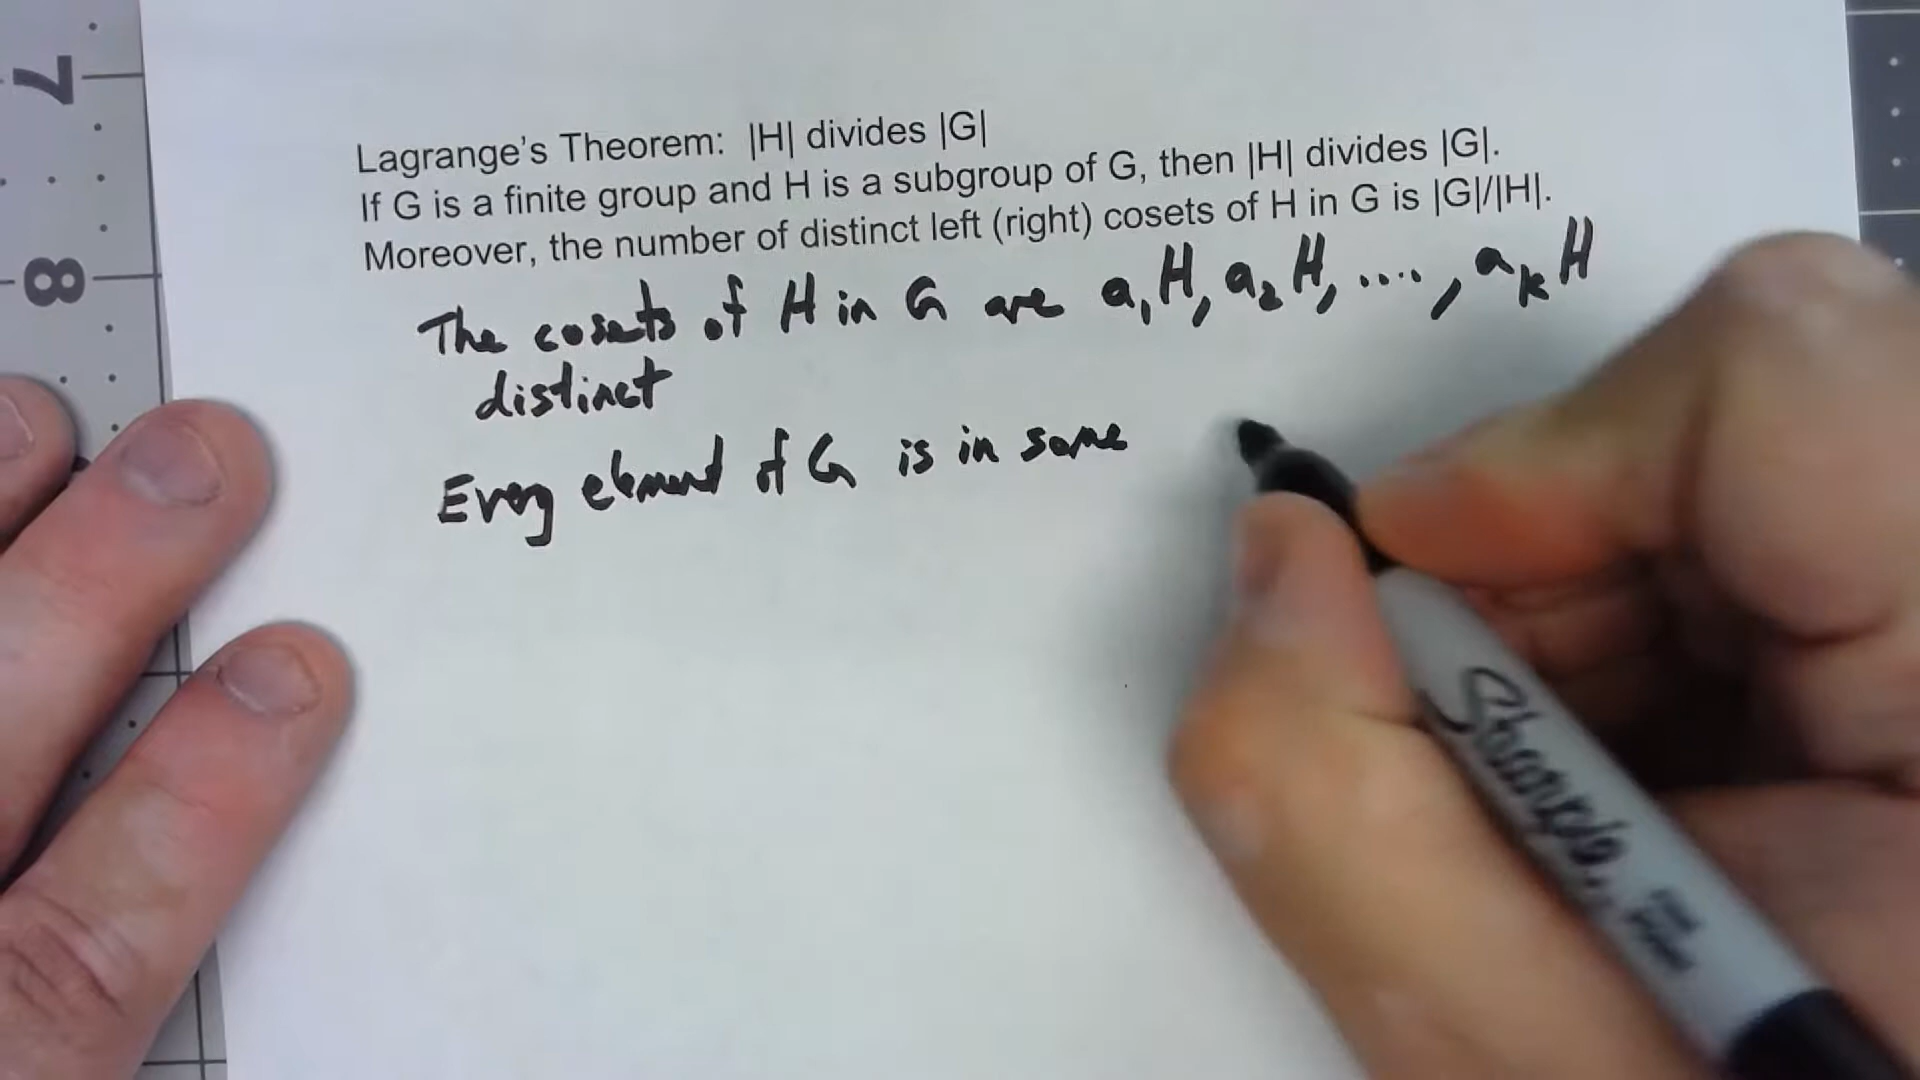 7
8
Lagrange's Theorem: |H| divides |G|
If G is a finite group and H is a subgroup of G, then |H| divides |G|.
Moreover, the number of distinct left (right) cosets of H in G is |G|/|H|.
The cosets of H in G are a₁H, a₂H, ...., aₖH
distinct
Every element of G is in some
Sharpie.